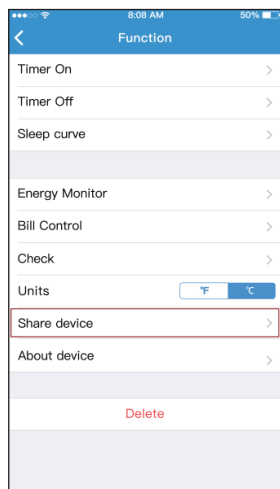 8:08 AM 50%
Function
Timer On
Timer Off
Sleep curve
Energy Monitor
Bill Control
Check
Units °F °C
Share device
About device
Delete